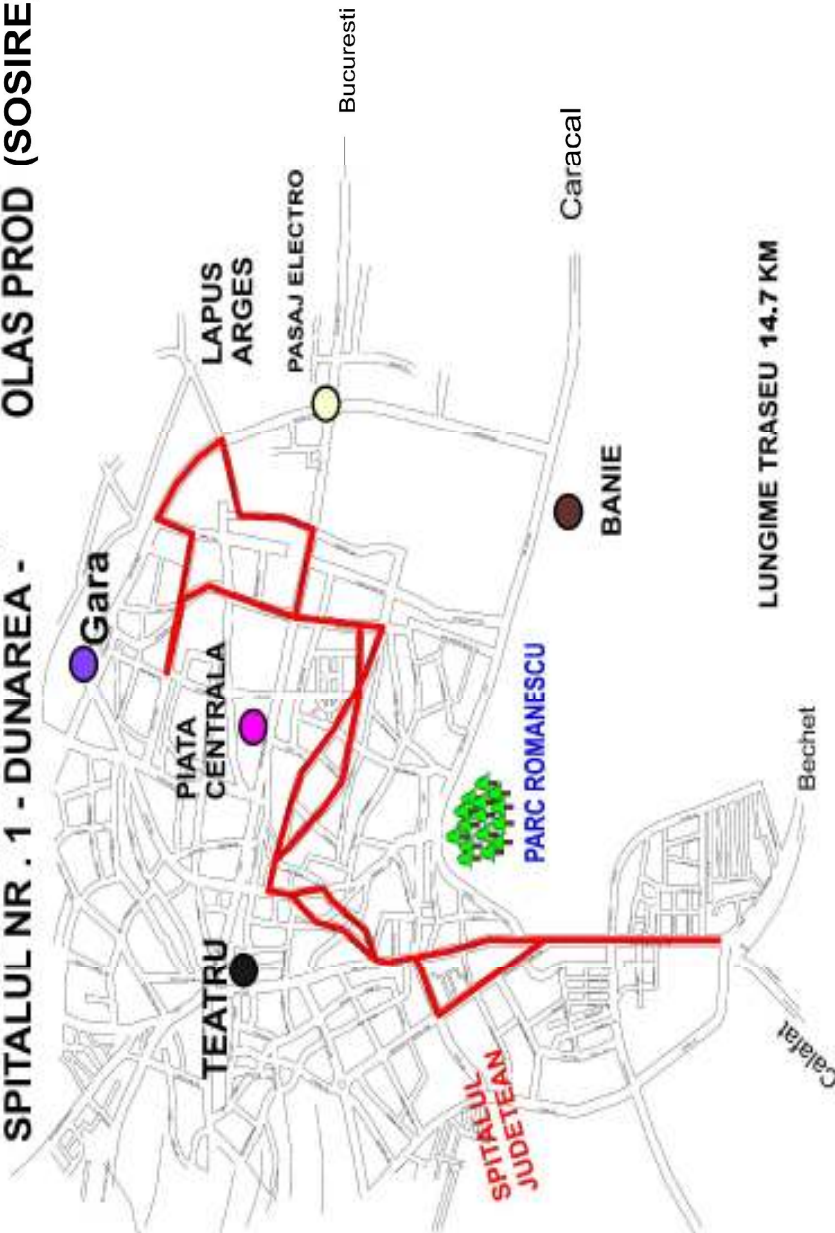 SPITALUL NR . 1 - DUNAREA - OLAS PROD (SOSIRE
Gara
LAPUS
ARGES
PASAJ ELECTRO
Bucuresti
Caracal
PIATA
CENTRALA
TEATRU
BANIE
PARC ROMANESCU
SPITALUL
JUDETEAN
Bechet
Calafat
LUNGIME TRASEU 14.7 KM